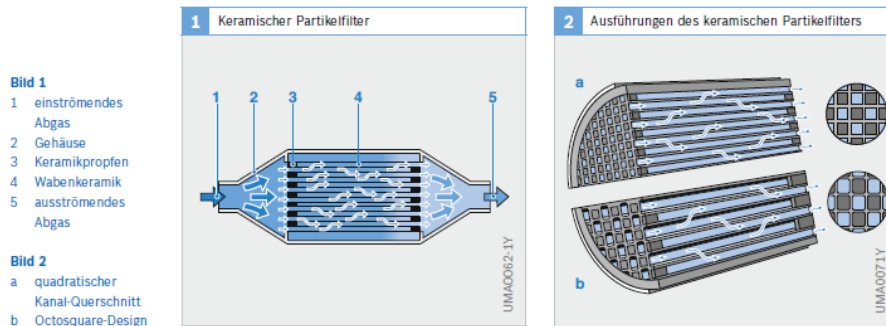 Bild 1
1 einströmendes
Abgas
2 Gehäuse
3 Keramikpropfen
4 Wabenkeramik
5 ausströmendes
Abgas
Bild 2
a quadratischer
Kanal-Querschnitt
b Octosquare-Design
1 Keramischer Partikelfilter
1 2 3 4 5
UMA0062-1Y
2 Ausführungen des keramischen Partikelfilters
a
b
UMA0071Y